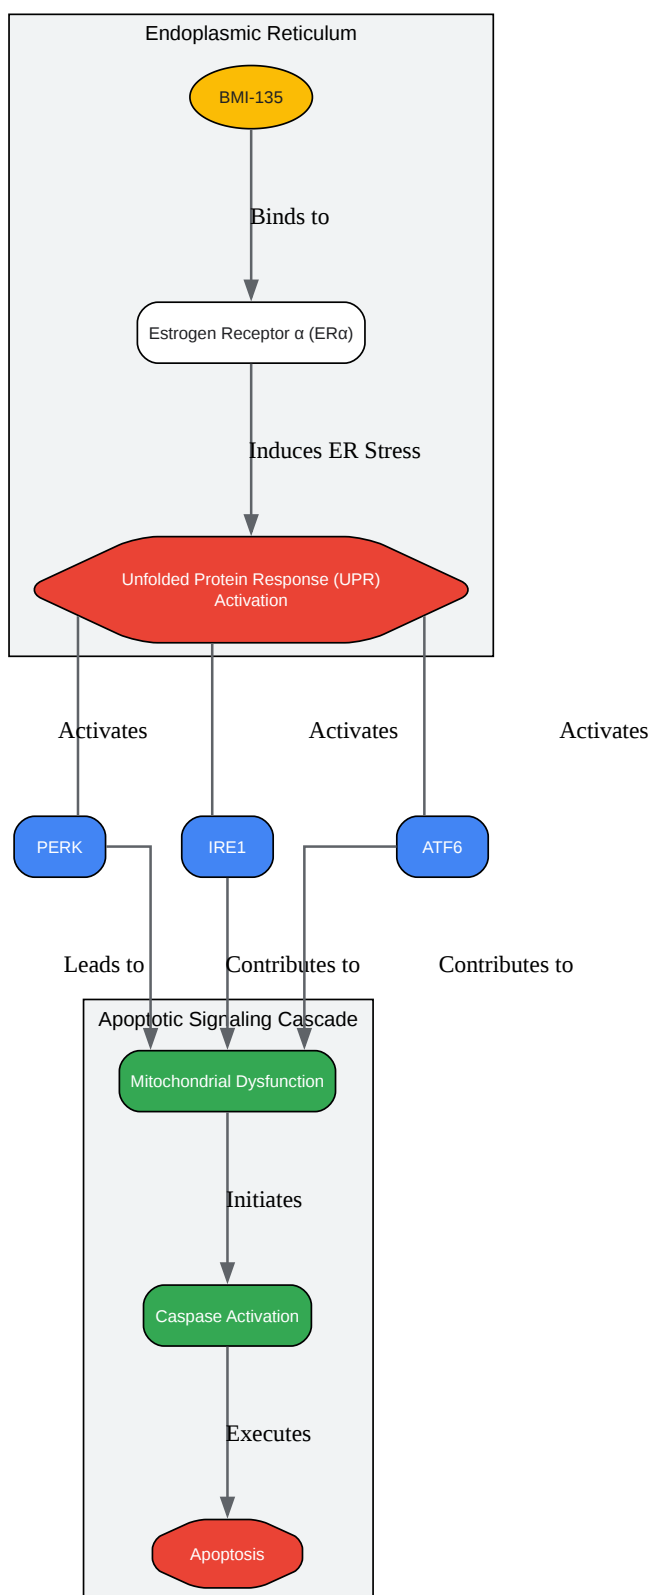 Endoplasmic Reticulum
BMI-135
Binds to
Estrogen Receptor α (ERα)
Induces ER Stress
Unfolded Protein Response (UPR)
Activation
Activates
Activates
Activates
PERK
IRE1
ATF6
Leads to
Contributes to
Contributes to
Apoptotic Signaling Cascade
Mitochondrial Dysfunction
Initiates
Caspase Activation
Executes
Apoptosis